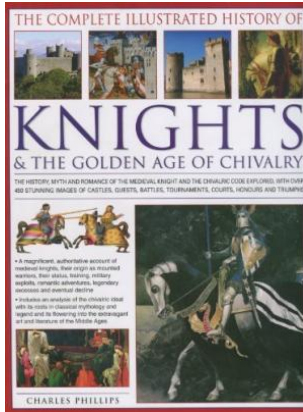 THE COMPLETE ILLUSTRATED HISTORY OF
KNIGHTS
& THE GOLDEN AGE OF CHIVALRY
THE HISTORY, MYTH AND ROMANCE OF THE MEDIEVAL KNIGHT AND THE CHIVALRIC CODE EXPLORED, WITH OVER
450 STUNNING IMAGES OF CASTLES, QUESTS, BATTLES, TOURNAMENTS, COURTS, HONOURS AND TRIUMPHS
• A magnificent, authoritative account of
medieval knights, their origin as mounted
warriors, their status, training, military
exploits, romantic adventures, legendary
excesses and eventual decline
• Includes an analysis of the chivalric ideal
with its roots in classical mythology and
legend and its flowering into the extravagant
art and literature of the Middle Ages
CHARLES PHILLIPS